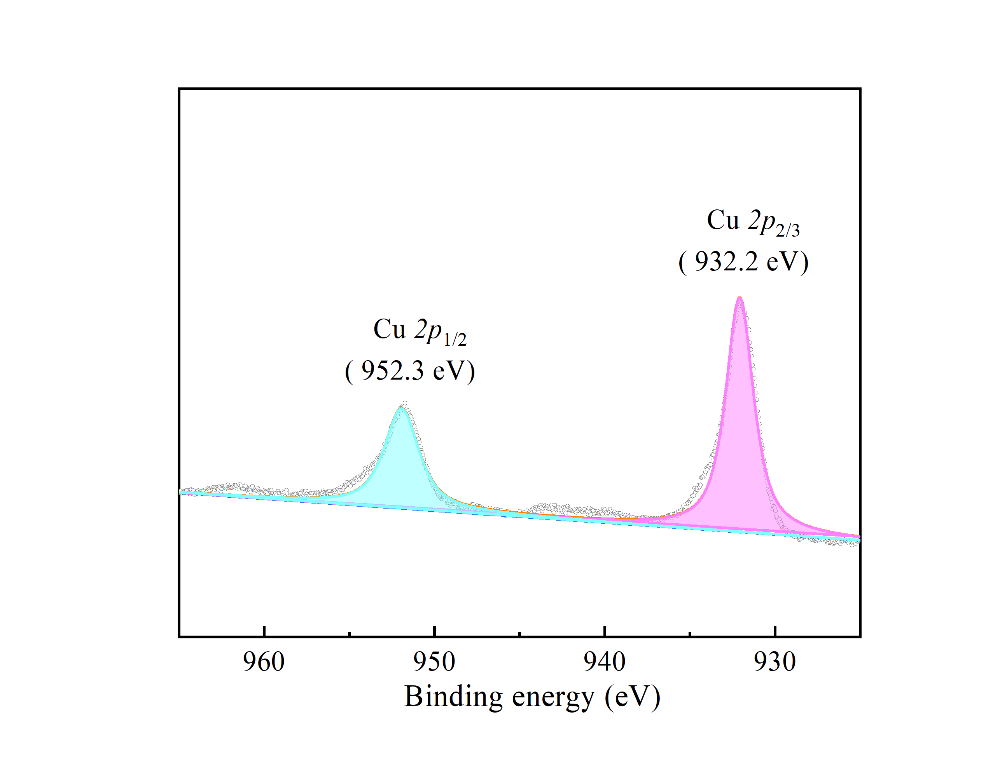 Cu 2p2/3
( 932.2 eV)
Cu 2p1/2
( 952.3 eV)
960 950 940 930
Binding energy (eV)